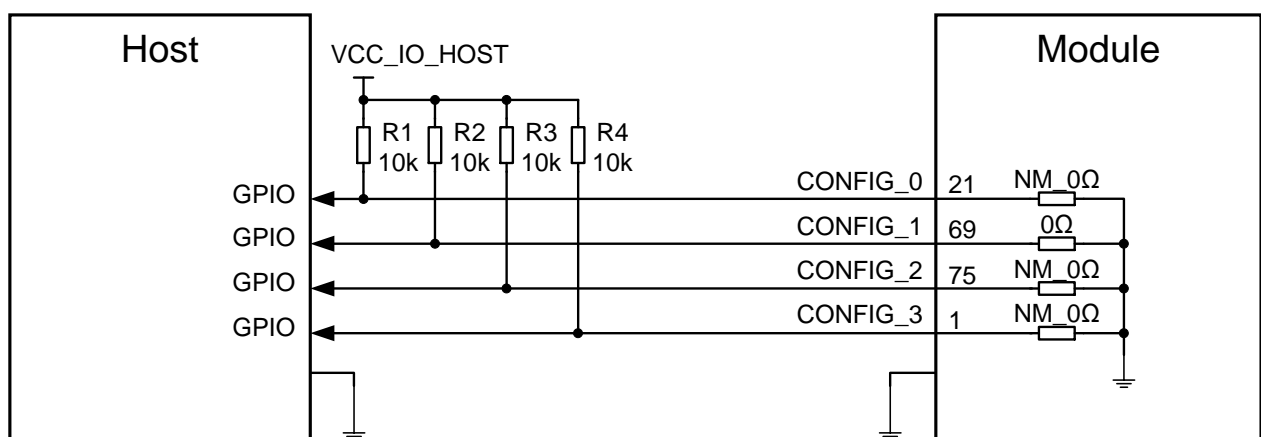 Host
Module
VCC_IO_HOST
R1 R2 R3 R4
10k 10k 10k 10k
GPIO CONFIG_0 21 NM_0Ω
GPIO CONFIG_1 69 0Ω
GPIO CONFIG_2 75 NM_0Ω
GPIO CONFIG_3 1 NM_0Ω